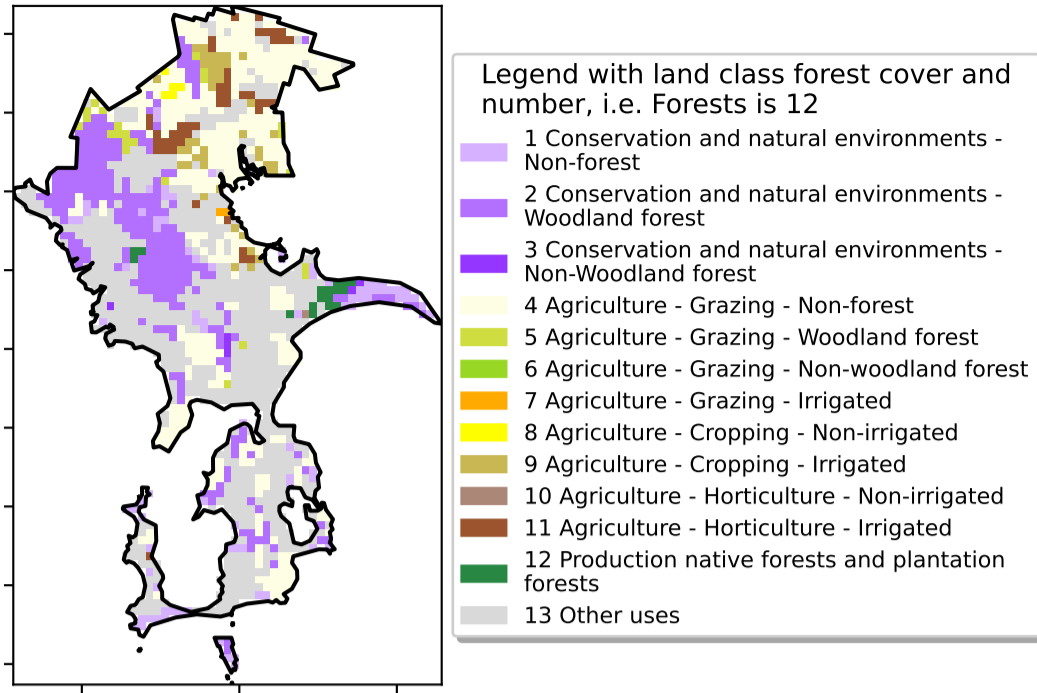 Legend with land class forest cover and
number, i.e. Forests is 12
1 Conservation and natural environments -
Non-forest
2 Conservation and natural environments -
Woodland forest
3 Conservation and natural environments -
Non-Woodland forest
4 Agriculture - Grazing - Non-forest
5 Agriculture - Grazing - Woodland forest
6 Agriculture - Grazing - Non-woodland forest
7 Agriculture - Grazing - Irrigated
8 Agriculture - Cropping - Non-irrigated
9 Agriculture - Cropping - Irrigated
10 Agriculture - Horticulture - Non-irrigated
11 Agriculture - Horticulture - Irrigated
12 Production native forests and plantation
forests
13 Other uses